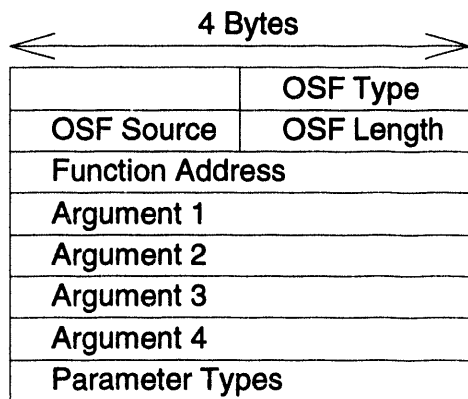 4 Bytes
OSF Type
OSF Source OSF Length
Function Address
Argument 1
Argument 2
Argument 3
Argument 4
Parameter Types